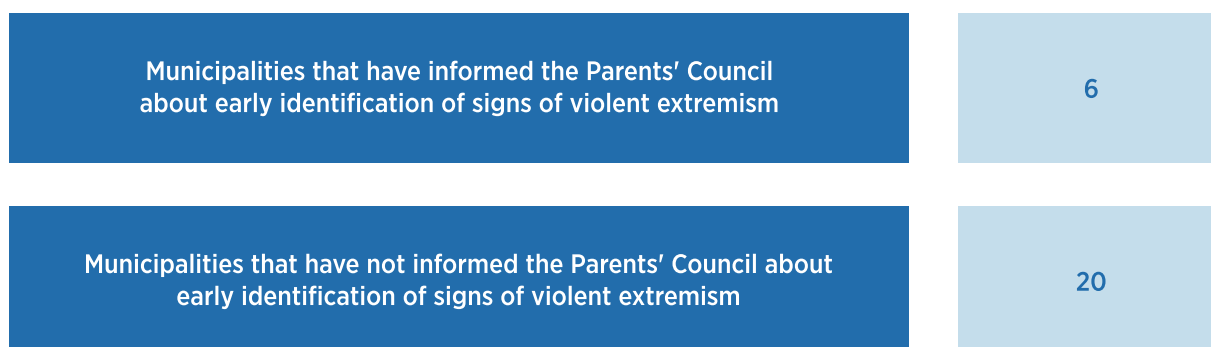 Municipalities that have informed the Parents' Council
about early identification of signs of violent extremism
6
Municipalities that have not informed the Parents' Council about
early identification of signs of violent extremism
20